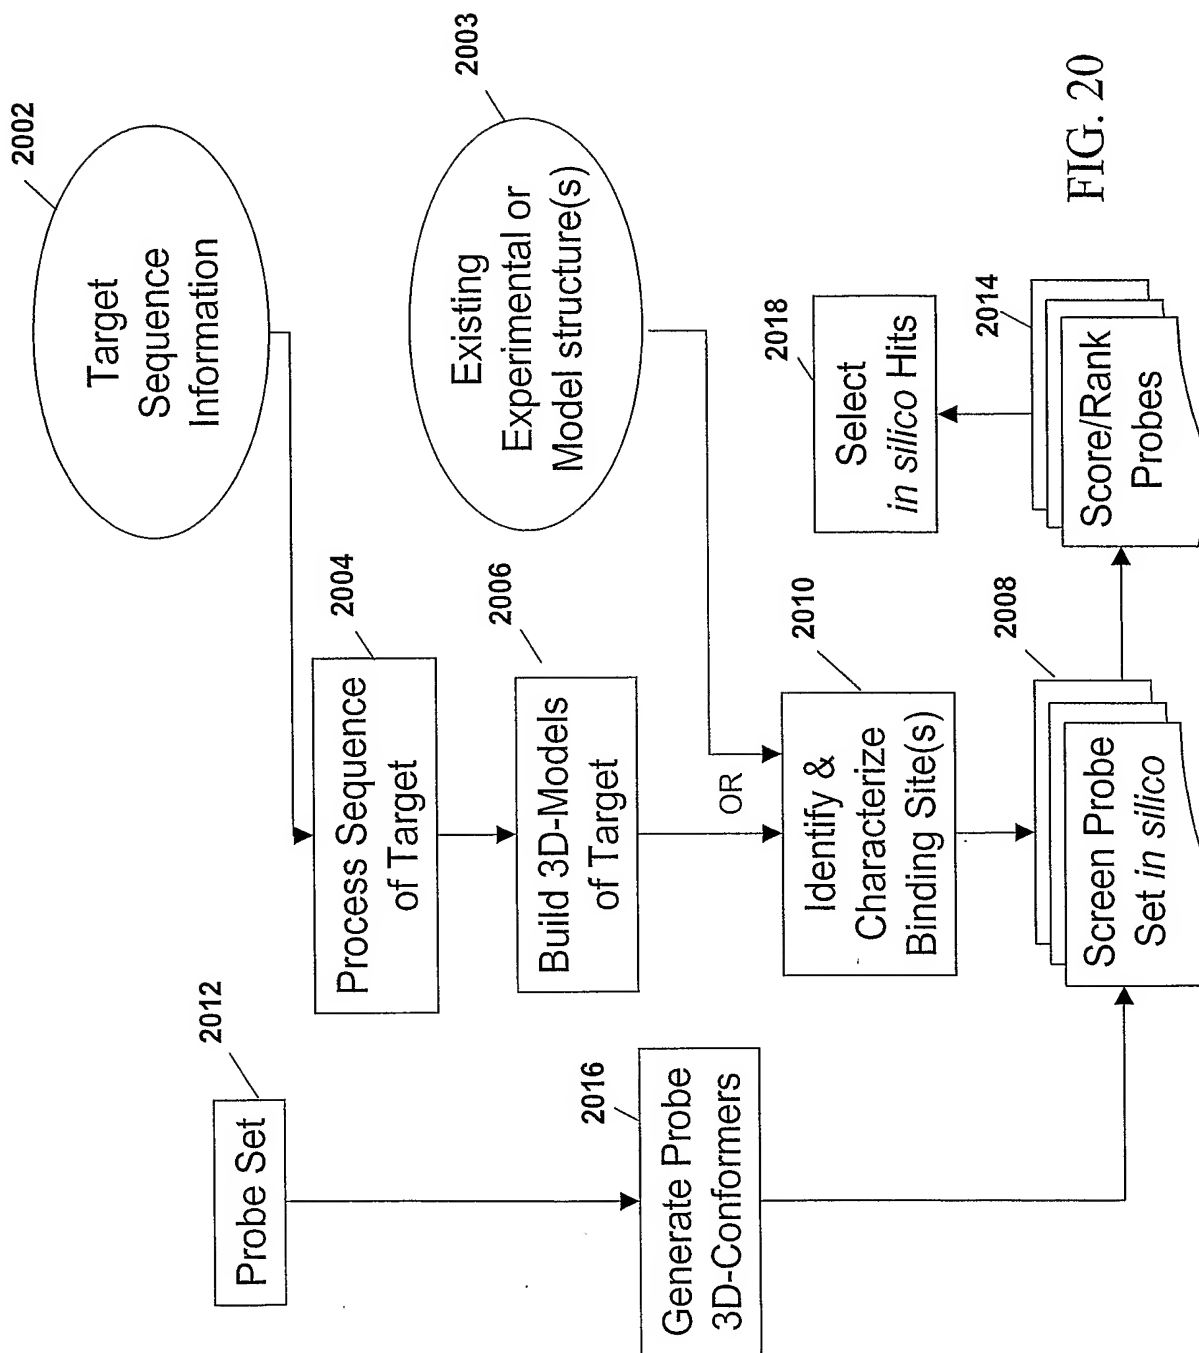 2002
Target
Sequence
Information
2003
Existing
Experimental or
Model structure(s)
2004
Process Sequence
of Target
2006
Build 3D-Models
of Target
OR
2010
Identify &
Characterize
Binding Site(s)
2012
Probe Set
2016
Generate Probe
3D-Conformers
2008
Screen Probe
Set in silico
2014
Score/Rank
Probes
2018
Select
in silico Hits
FIG. 20